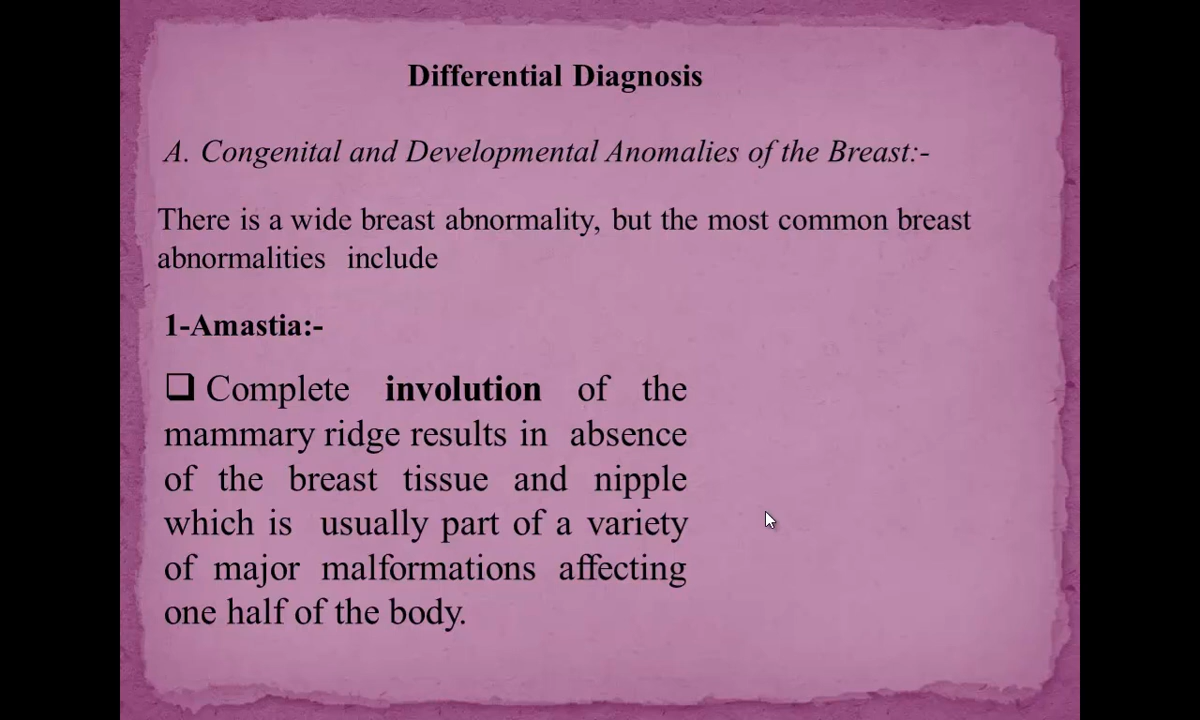 Differential Diagnosis
A. Congenital and Developmental Anomalies of the Breast:-
There is a wide breast abnormality, but the most common breast
abnormalities include
1-Amastia:-
❑ Complete involution of the
mammary ridge results in absence
of the breast tissue and nipple
which is usually part of a variety
of major malformations affecting
one half of the body.